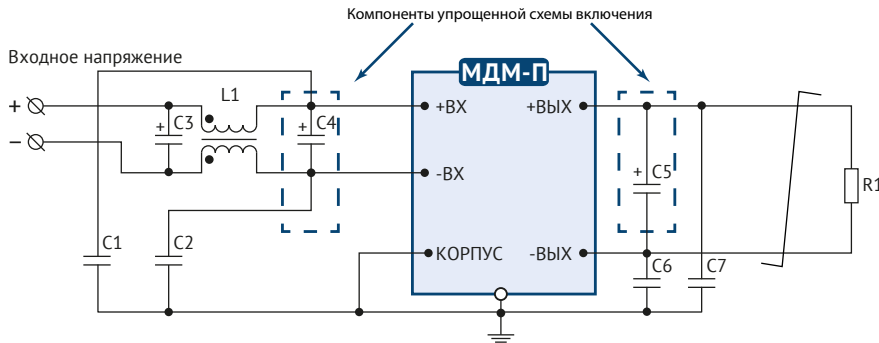 Компоненты упрощенной схемы включения
Входное напряжение
МДМ-П
L1
+
+ C3
+ C4
+ВХ
+ВЫХ
−
-ВХ
+ C5
R1
C1
C2
КОРПУС
-ВЫХ
C6
C7